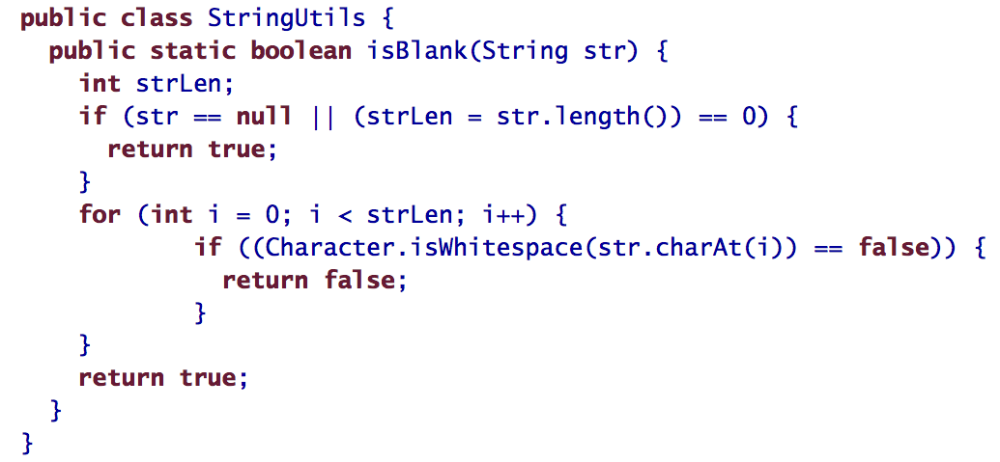 public class StringUtils {
  public static boolean isBlank(String str) {
    int strLen;
    if (str == null || (strLen = str.length()) == 0) {
      return true;
    }
    for (int i = 0; i < strLen; i++) {
            if ((Character.isWhitespace(str.charAt(i)) == false)) {
              return false;
            }
    }
    return true;
  }
}